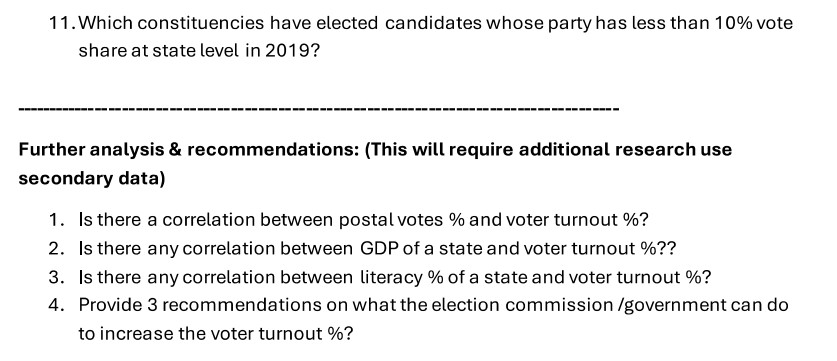 11. Which constituencies have elected candidates whose party has less than 10% vote
share at state level in 2019?
Further analysis & recommendations: (This will require additional research use
secondary data)
1. Is there a correlation between postal votes % and voter turnout %?
2. Is there any correlation between GDP of a state and voter turnout %??
3. Is there any correlation between literacy % of a state and voter turnout %?
4. Provide 3 recommendations on what the election commission /government can do
to increase the voter turnout %?